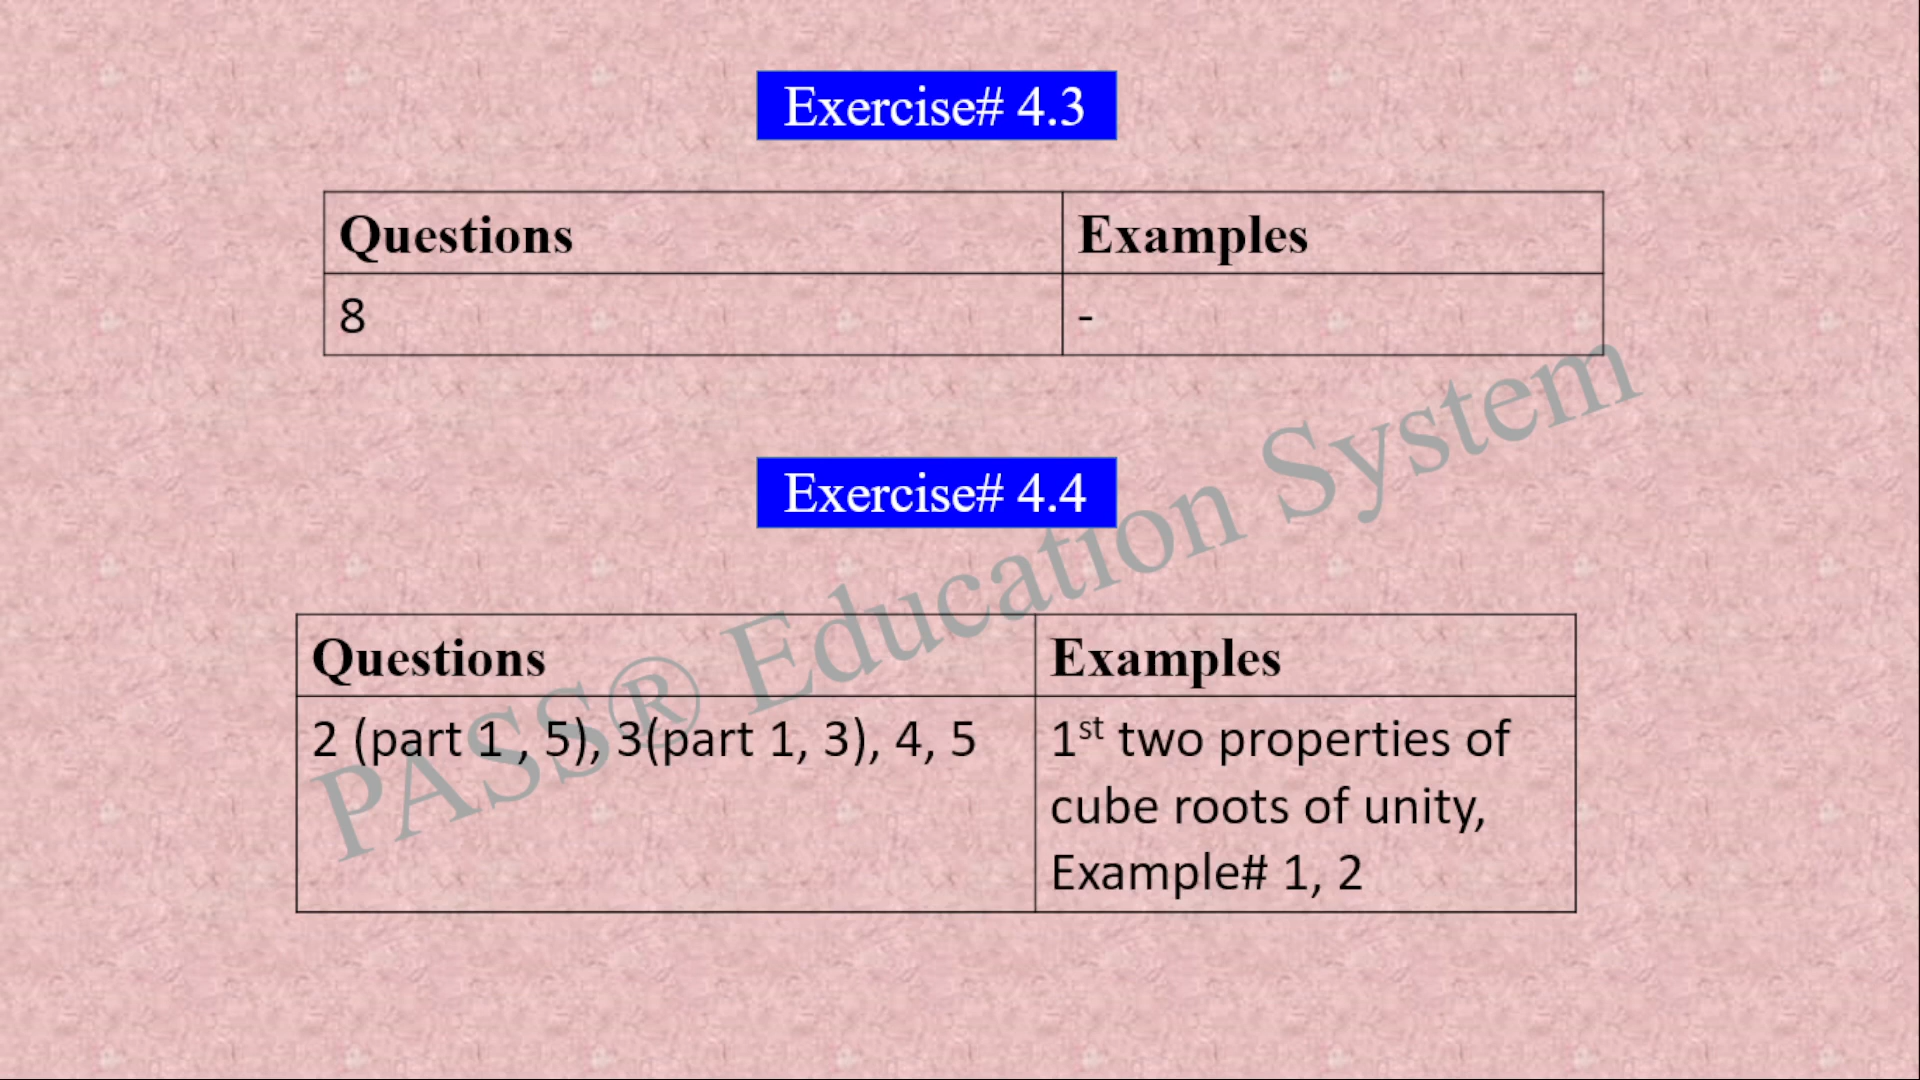 Exercise# 4.3
Questions
Examples
8
-
Exercise# 4.4
Questions
Examples
2 (part 1 , 5), 3(part 1, 3), 4, 5
1st two properties of
cube roots of unity,
Example# 1, 2
PASS® Education System